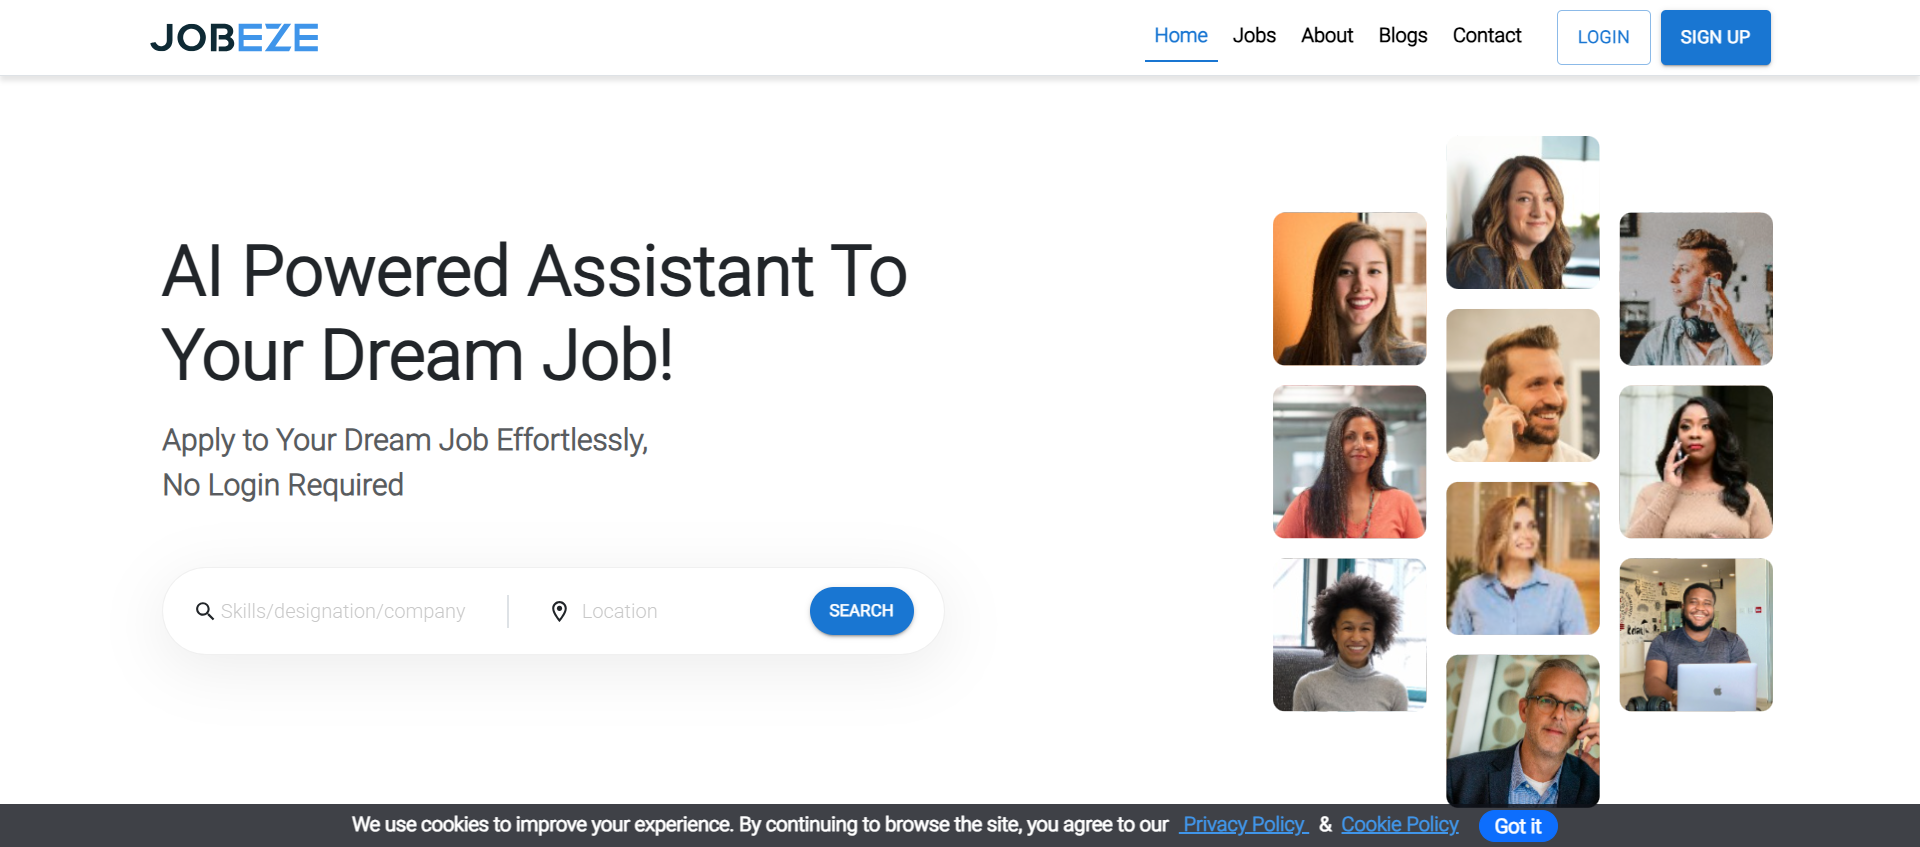 JOBEZE
Home Jobs About Blogs Contact LOGIN SIGN UP
AI Powered Assistant To
Your Dream Job!
Apply to Your Dream Job Effortlessly,
No Login Required
Skills/designation/company Location SEARCH
We use cookies to improve your experience. By continuing to browse the site, you agree to our Privacy Policy & Cookie Policy Got it